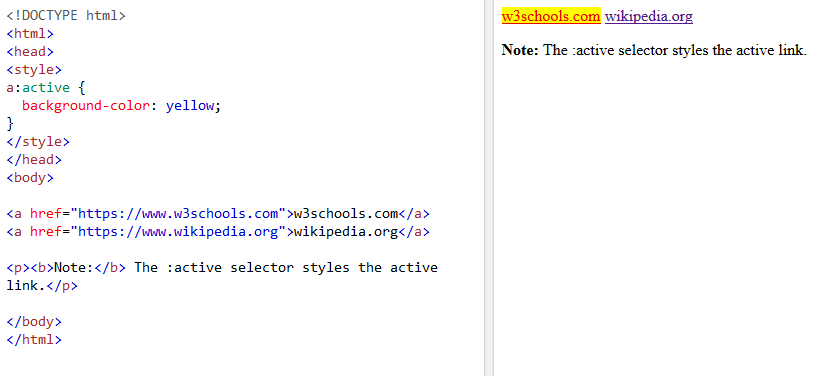 <!DOCTYPE html>
<html>
<head>
<style>
a:active {
  background-color: yellow;
}
</style>
</head>
<body>

<a href="https://www.w3schools.com">w3schools.com</a>
<a href="https://www.wikipedia.org">wikipedia.org</a>

<p><b>Note:</b> The :active selector styles the active
link.</p>

</body>
</html>

w3schools.com wikipedia.org
Note: The :active selector styles the active link.